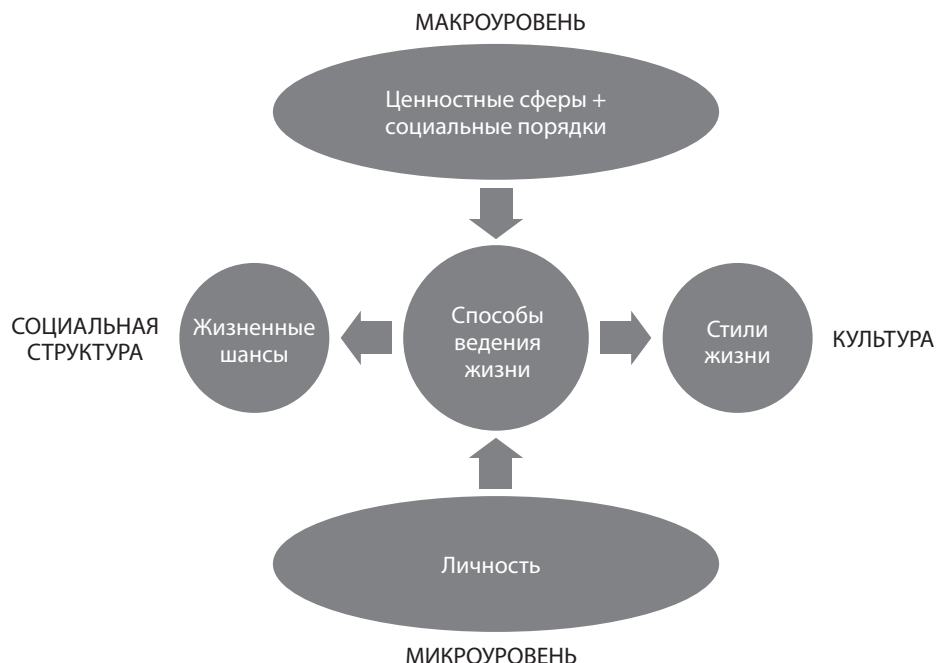 МАКРОУРОВЕНЬ
Ценностные сферы +
социальные порядки
СОЦИАЛЬНАЯ
СТРУКТУРА
Жизненные
шансы
Способы
ведения
жизни
Стили
жизни
КУЛЬТУРА
Личность
МИКРОУРОВЕНЬ